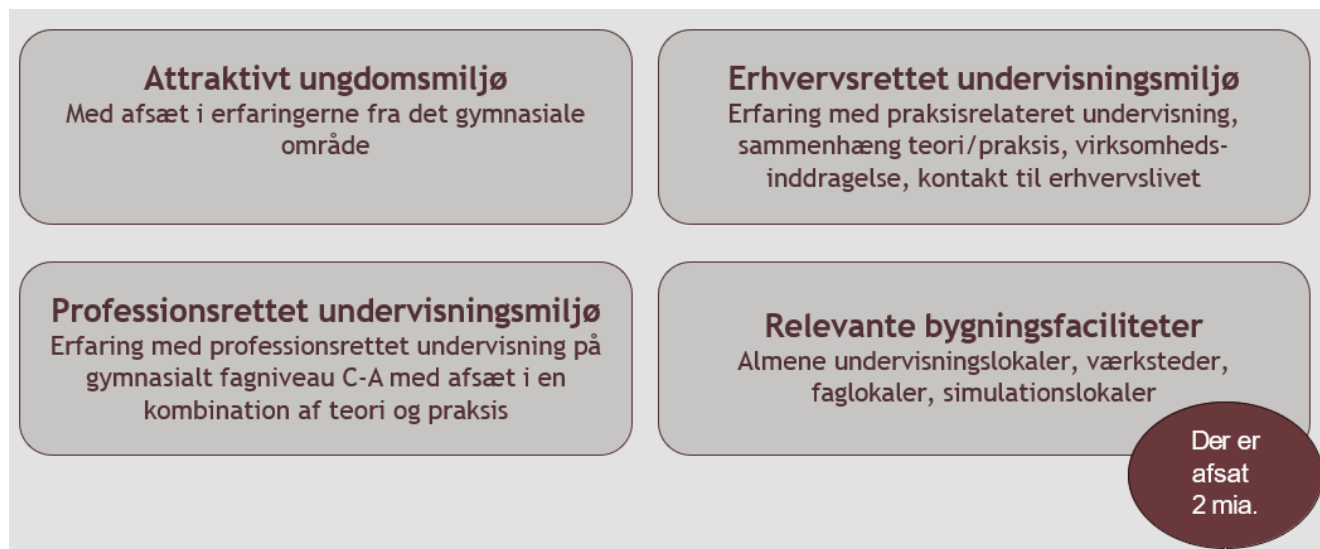 Attraktivt ungdomsmiljø
Med afsæt i erfaringerne fra det gymnasiale
område
Erhvervsrettet undervisningsmiljø
Erfaring med praksisrelateret undervisning,
sammenhæng teori/praksis, virksomheds-
inddragelse, kontakt til erhvervslivet
Professionsrettet undervisningsmiljø
Erfaring med professionsrettet undervisning på
gymnasialt fagniveau C-A med afsæt i en
kombination af teori og praksis
Relevante bygningsfaciliteter
Almene undervisningslokaler, værksteder,
faglokaler, simulationslokaler
Der er
afsat
2 mia.